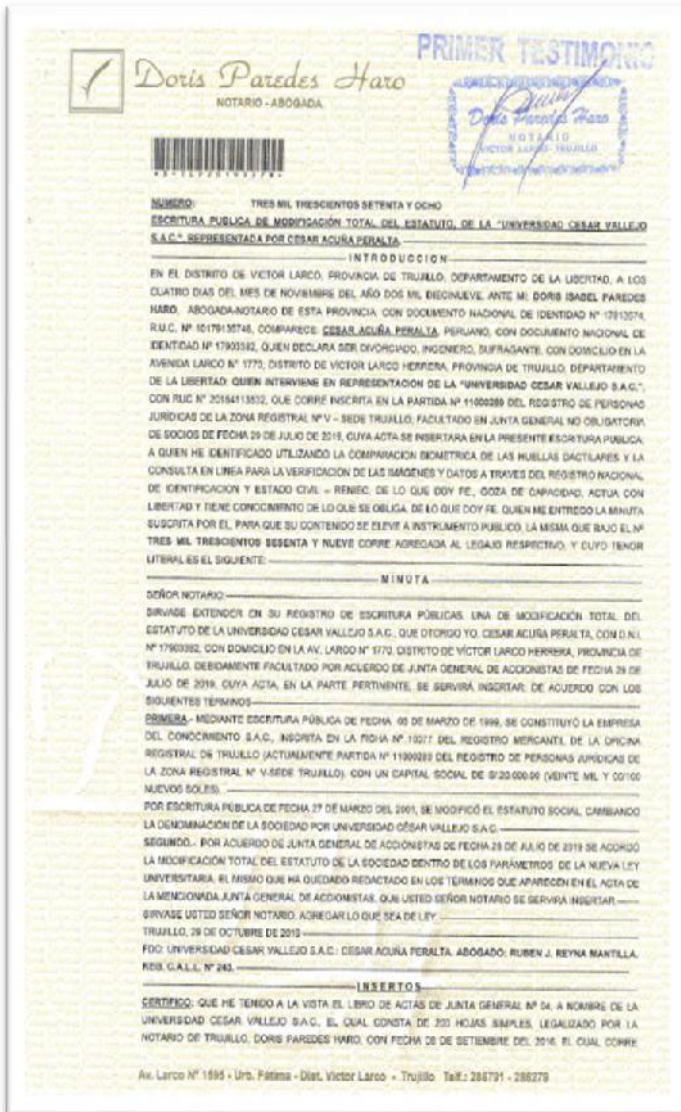 PRIMER TESTIMONIO
Doris Paredes Haro
NOTARIO - ABOGADA
Doris Paredes Haro
NOTARIO
VICTOR LARCO - TRUJILLO
NUMERO: TRES MIL TRESCIENTOS SETENTA Y OCHO
ESCRITURA PUBLICA DE MODIFICACIÓN TOTAL DEL ESTATUTO, DE LA "UNIVERSIDAD CESAR VALLEJO
S.A.C.", REPRESENTADA POR CESAR ACUÑA PERALTA.
INTRODUCCION
EN EL DISTRITO DE VICTOR LARCO, PROVINCIA DE TRUJILLO, DEPARTAMENTO DE LA LIBERTAD, A LOS
CUATRO DIAS DEL MES DE NOVIEMBRE DEL AÑO DOS MIL DIECINUEVE, ANTE MI: DORIS ISABEL PAREDES
HARO, ABOGADA-NOTARIO DE ESTA PROVINCIA, CON DOCUMENTO NACIONAL DE IDENTIDAD Nº
R.U.C. Nº COMPARECE: CESAR ACUÑA PERALTA, PERUANO, CON DOCUMENTO NACIONAL DE
IDENTIDAD Nº 17903382, QUIEN DECLARA SER DIVORCIADO, INGENIERO, SUFRAGANTE, CON DOMICILIO EN LA
AVENIDA LARCO Nº 1770, DISTRITO DE VICTOR LARCO HERRERA, PROVINCIA DE TRUJILLO, DEPARTAMENTO
DE LA LIBERTAD; QUIEN INTERVIENE EN REPRESENTACION DE LA "UNIVERSIDAD CESAR VALLEJO S.A.C.",
CON RUC Nº QUE CORRE INSCRITA EN LA PARTIDA Nº 11000289 DEL REGISTRO DE PERSONAS
JURÍDICAS DE LA ZONA REGISTRAL Nº V – SEDE TRUJILLO; FACULTADO EN JUNTA GENERAL NO OBLIGATORIA
DE SOCIOS DE FECHA 29 DE JULIO DE 2019, CUYA ACTA SE INSERTARA EN LA PRESENTE ESCRITURA PUBLICA,
A QUIEN HE IDENTIFICADO UTILIZANDO LA COMPARACION BIOMETRICA DE LAS HUELLAS DACTILARES Y LA
CONSULTA EN LINEA PARA LA VERIFICACION DE LAS IMÁGENES Y DATOS A TRAVES DEL REGISTRO NACIONAL
DE IDENTIFICACION Y ESTADO CIVIL – RENIEC, DE LO QUE DOY FE., GOZA DE CAPACIDAD, ACTUA CON
LIBERTAD Y TIENE CONOCIMIENTO DE LO QUE SE OBLIGA, DE LO QUE DOY FE. QUIEN ME ENTREGO LA MINUTA
SUSCRITA POR EL, PARA QUE SU CONTENIDO SE ELEVE A INSTRUMENTO PUBLICO, LA MISMA QUE BAJO EL Nº
TRES MIL TRESCIENTOS SESENTA Y NUEVE CORRE AGREGADA AL LEGAJO RESPECTIVO, Y CUYO TENOR
LITERAL ES EL SIGUIENTE:
MINUTA
SEÑOR NOTARIO:
SIRVASE EXTENDER EN SU REGISTRO DE ESCRITURA PÚBLICAS, UNA DE MODIFICACIÓN TOTAL DEL
ESTATUTO DE LA UNIVERSIDAD CESAR VALLEJO S.A.C., QUE OTORGO YO, CESAR ACUÑA PERALTA, CON D.N.I.
Nº 17903382, CON DOMICILIO EN LA AV. LARCO Nº 1770, DISTRITO DE VÍCTOR LARCO HERRERA, PROVINCIA DE
TRUJILLO, DEBIDAMENTE FACULTADO POR ACUERDO DE JUNTA GENERAL DE ACCIONISTAS DE FECHA 29 DE
JULIO DE 2019, CUYA ACTA, EN LA PARTE PERTINENTE, SE SERVIRÁ INSERTAR; DE ACUERDO CON LOS
SIGUIENTES TÉRMINOS
PRIMERA.- MEDIANTE ESCRITURA PÚBLICA DE FECHA DE MARZO DE 1999, SE CONSTITUYÓ LA EMPRESA
DEL CONOCIMIENTO S.A.C., INSCRITA EN LA FICHA Nº DEL REGISTRO MERCANTIL DE LA OFICINA
REGISTRAL DE TRUJILLO (ACTUALMENTE PARTIDA Nº 11000289 DEL REGISTRO DE PERSONAS JURÍDICAS DE
LA ZONA REGISTRAL Nº V-SEDE TRUJILLO), CON UN CAPITAL SOCIAL DE S/20,000.00 (VEINTE MIL Y 00/100
NUEVOS SOLES).
POR ESCRITURA PÚBLICA DE FECHA 27 DE MARZO DEL 2001, SE MODIFICÓ EL ESTATUTO SOCIAL, CAMBIANDO
LA DENOMINACIÓN DE LA SOCIEDAD POR UNIVERSIDAD CÉSAR VALLEJO S.A.C.
SEGUNDO.- POR ACUERDO DE JUNTA GENERAL DE ACCIONISTAS DE FECHA 29 DE JULIO DE 2019 SE ACORDÓ
LA MODIFICACIÓN TOTAL DEL ESTATUTO DE LA SOCIEDAD DENTRO DE LOS PARÁMETROS DE LA NUEVA LEY
UNIVERSITARIA, EL MISMO QUE HA QUEDADO REDACTADO EN LOS TÉRMINOS QUE APARECEN EN EL ACTA DE
LA MENCIONADA JUNTA GENERAL DE ACCIONISTAS, QUE USTED SEÑOR NOTARIO SE SERVIRA INSERTAR.
SIRVASE USTED SEÑOR NOTARIO, AGREGAR LO QUE SEA DE LEY.
TRUJILLO, 29 DE OCTUBRE DE 2019
FDO: UNIVERSIDAD CESAR VALLEJO S.A.C.: CESAR ACUÑA PERALTA. ABOGADO: RUBEN J. REYNA MANTILLA.
REG. C.A.L.L. Nº 243.
INSERTOS
CERTIFICO: QUE HE TENIDO A LA VISTA EL LIBRO DE ACTAS DE JUNTA GENERAL Nº 04, A NOMBRE DE LA
UNIVERSIDAD CESAR VALLEJO S.A.C., EL CUAL CONSTA DE 200 HOJAS SIMPLES, LEGALIZADO POR LA
NOTARIO DE TRUJILLO, DORIS PAREDES HARO, CON FECHA DE SETIEMBRE DEL 2016, EL CUAL CORRE
Av. Larco Nº 1595 - Urb. Fátima - Dist. Victor Larco - Trujillo Telf.: 286791 - 286279